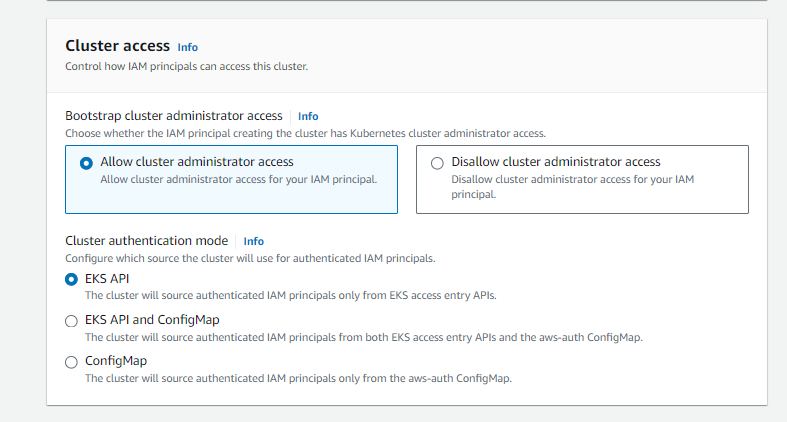 Cluster access Info
Control how IAM principals can access this cluster.
Bootstrap cluster administrator access Info
Choose whether the IAM principal creating the cluster has Kubernetes cluster administrator access.
Allow cluster administrator access
Allow cluster administrator access for your IAM principal.
Disallow cluster administrator access
Disallow cluster administrator access for your IAM
principal.
Cluster authentication mode Info
Configure which source the cluster will use for authenticated IAM principals.
EKS API
The cluster will source authenticated IAM principals only from EKS access entry APIs.
EKS API and ConfigMap
The cluster will source authenticated IAM principals from both EKS access entry APIs and the aws-auth ConfigMap.
ConfigMap
The cluster will source authenticated IAM principals only from the aws-auth ConfigMap.